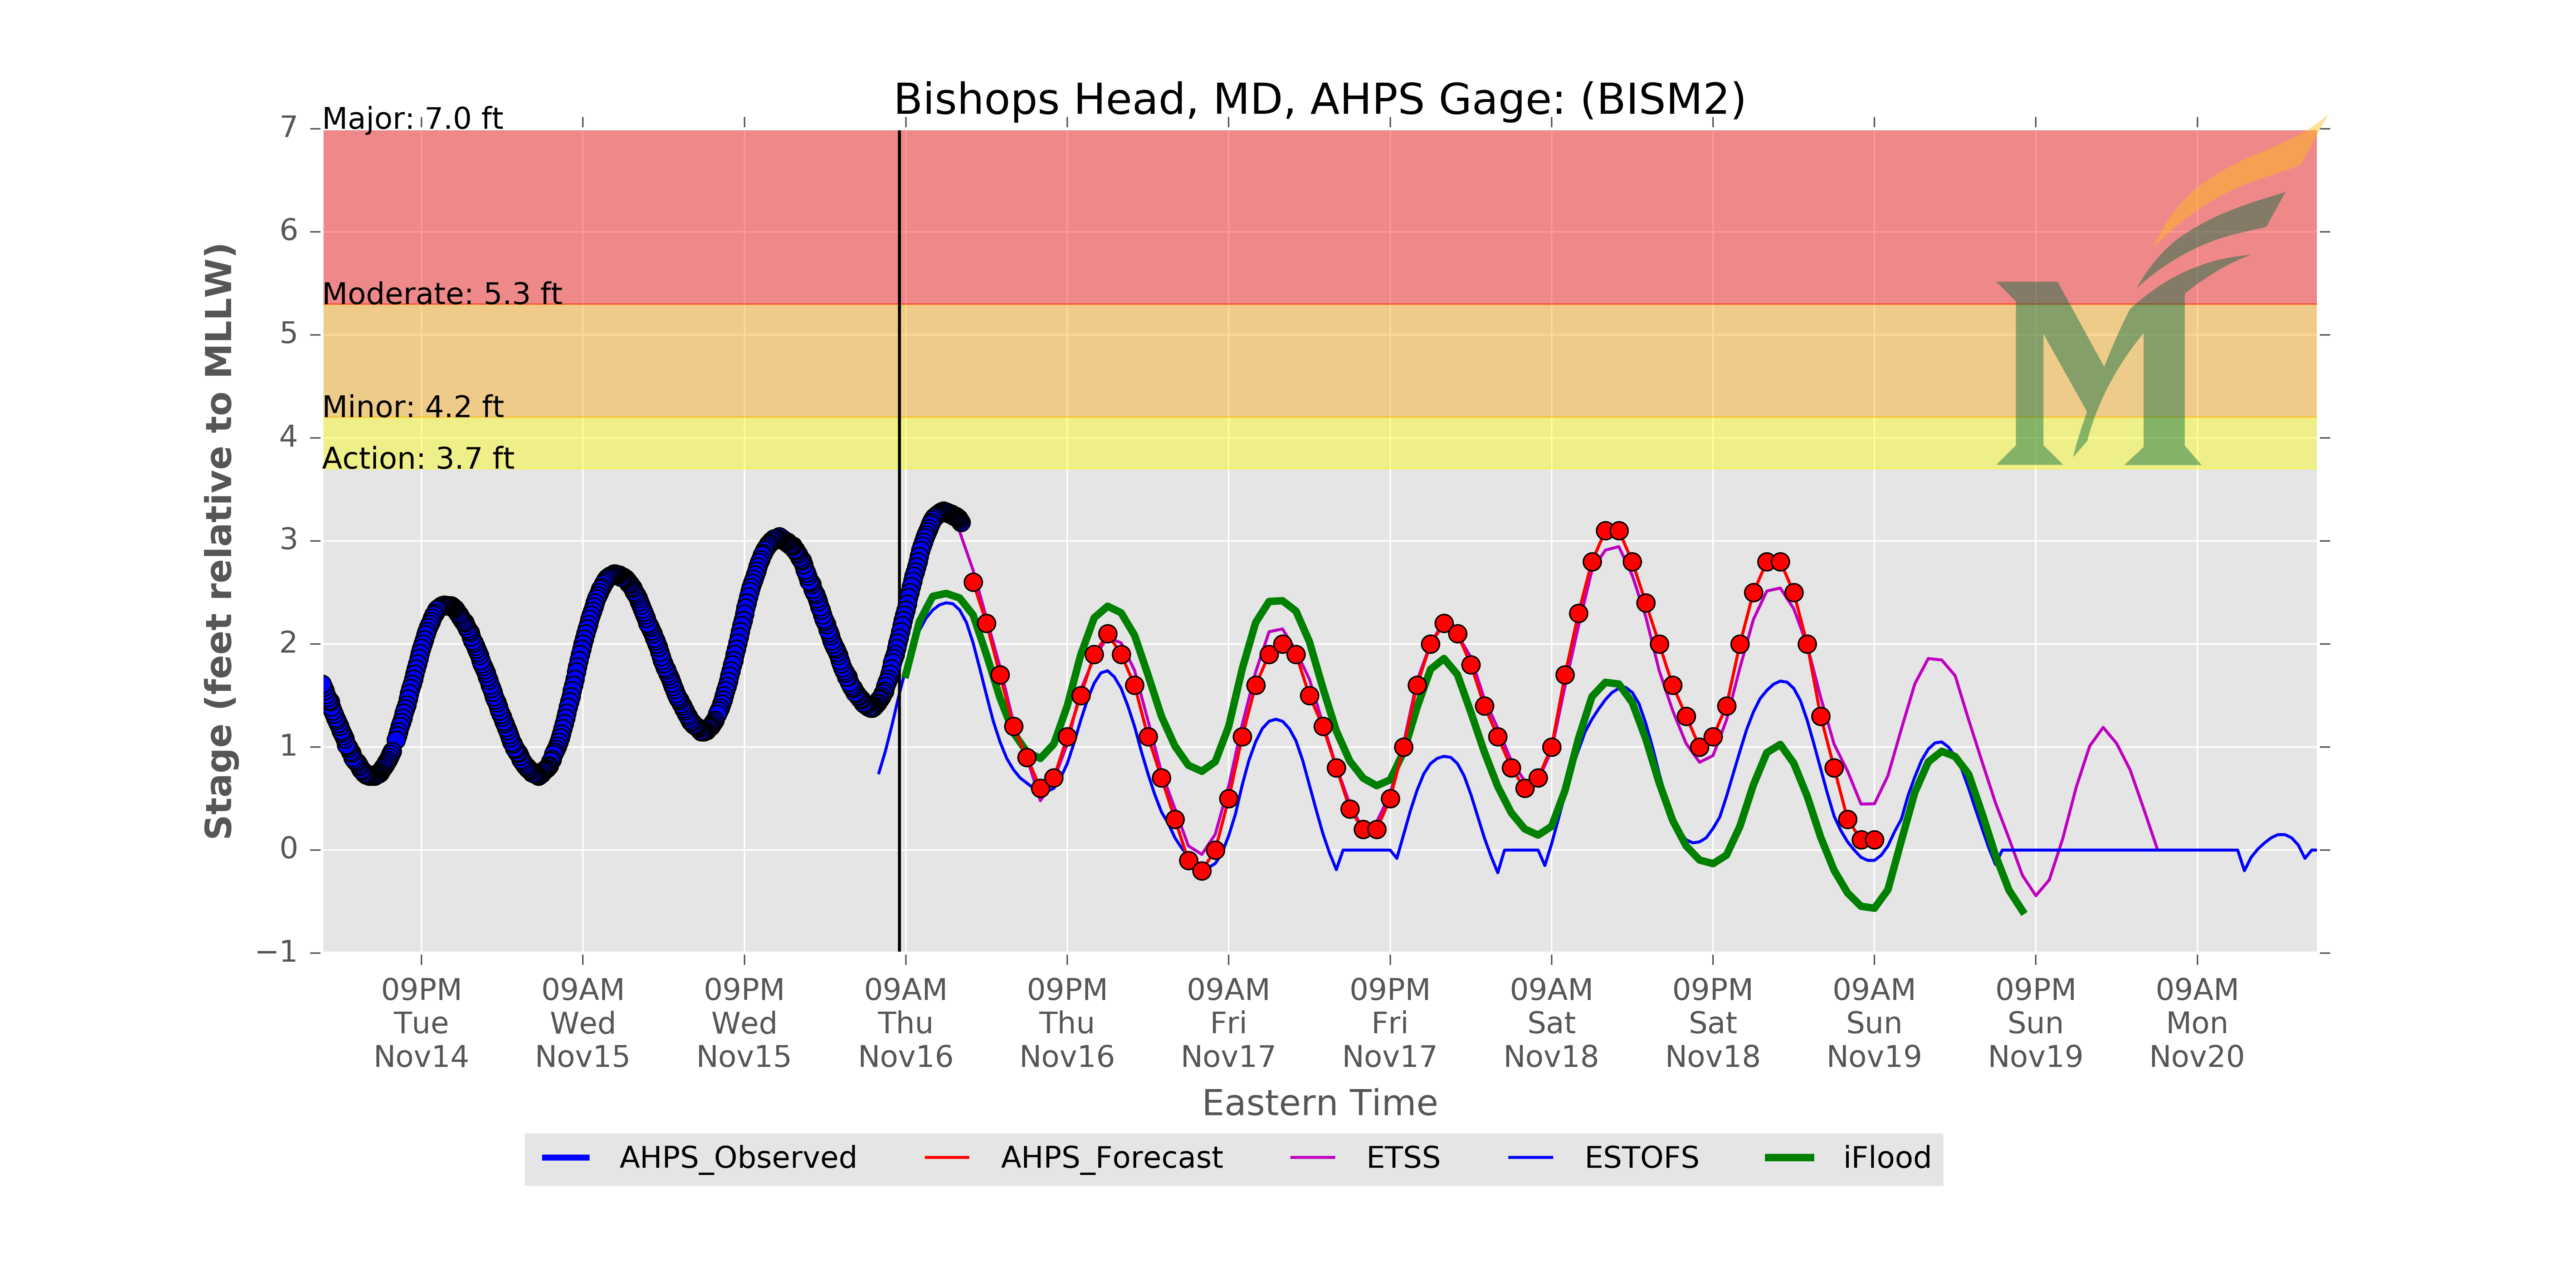 Bishops Head, MD, AHPS Gage: (BISM2)
Major: 7.0 ft
Moderate: 5.3 ft
Minor: 4.2 ft
Action: 3.7 ft
7
6
5
4
3
2
1
0
−1
Stage (feet relative to MLLW)
09PM 09AM 09PM 09AM 09PM 09AM 09PM 09AM 09PM 09AM 09PM 09AM
Tue Wed Wed Thu Thu Fri Fri Sat Sat Sun Sun Mon
Nov14 Nov15 Nov15 Nov16 Nov16 Nov17 Nov17 Nov18 Nov18 Nov19 Nov19 Nov20
Eastern Time
AHPS_Observed AHPS_Forecast ETSS ESTOFS iFlood
M